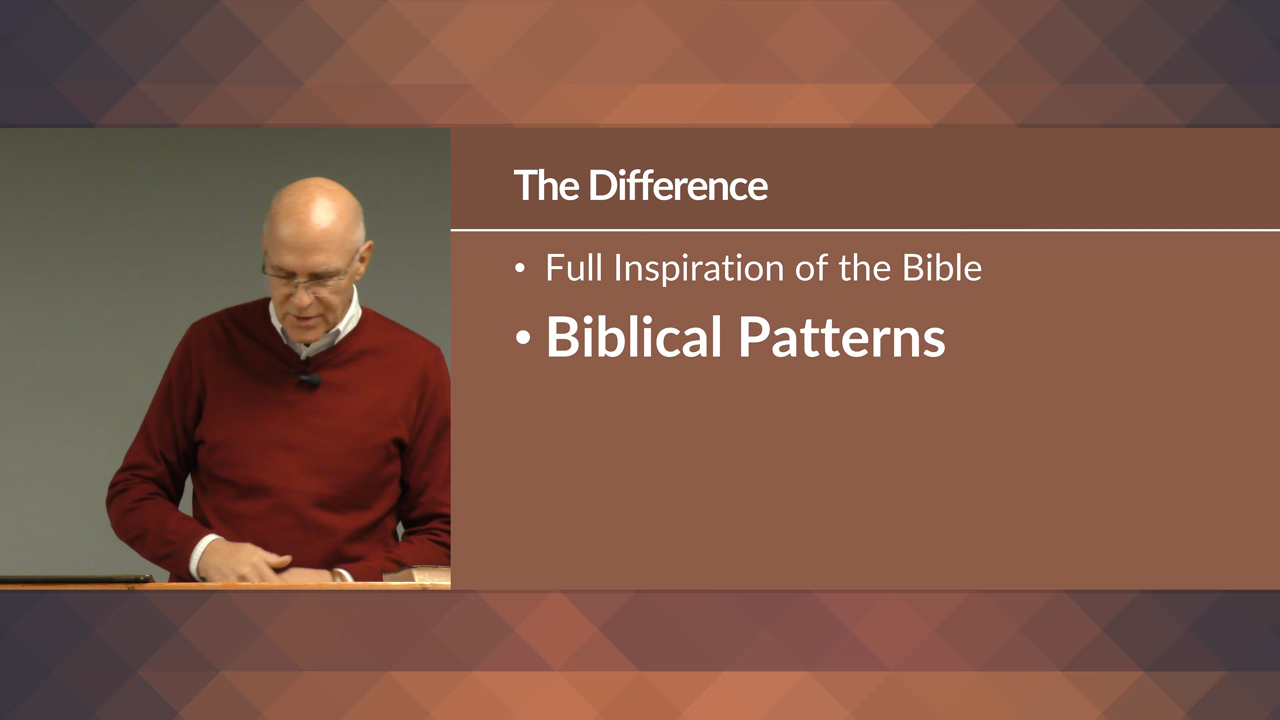 The Difference
• Full Inspiration of the Bible
• Biblical Patterns